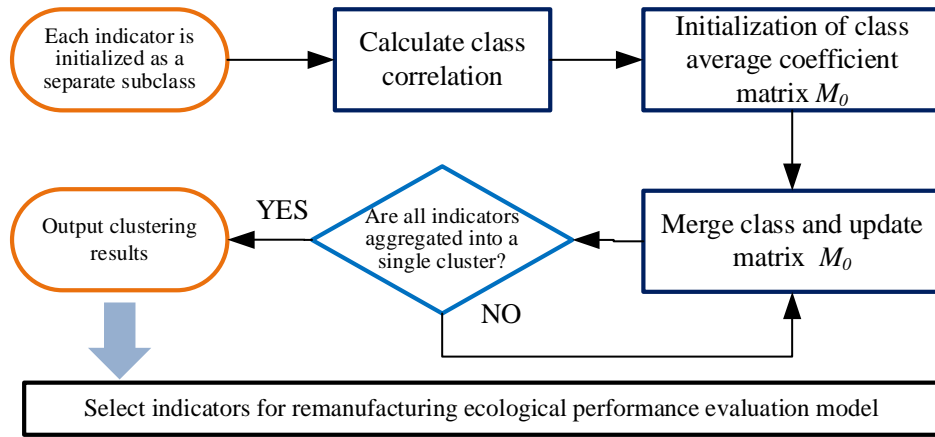 Each indicator is
initialized as a
separate subclass
Calculate class
correlation
Initialization of class
average coefficient
matrix M₀
Merge class and update
matrix M₀
Are all indicators
aggregated into a
single cluster?
YES
NO
Output clustering
results
Select indicators for remanufacturing ecological performance evaluation model